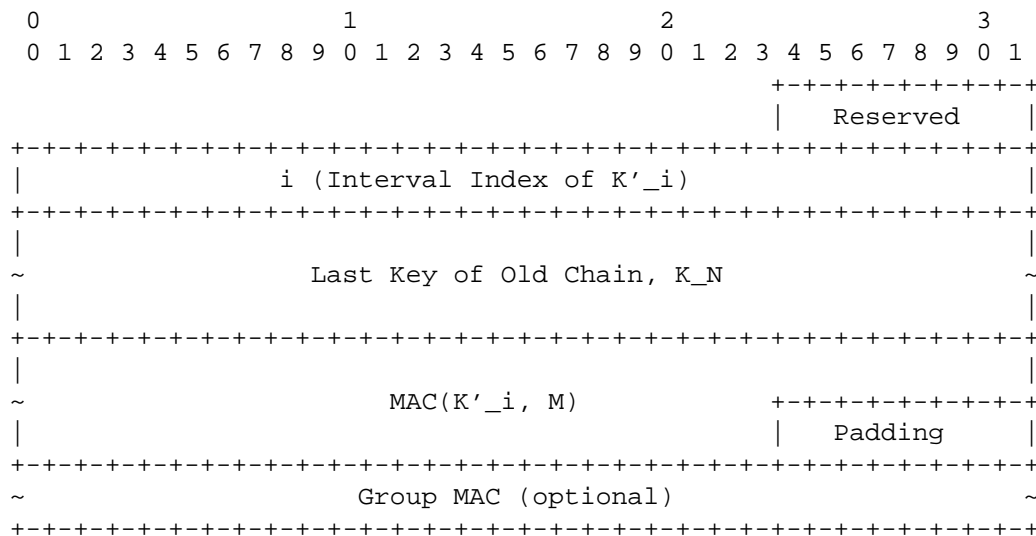 0                   1                   2                   3
 0 1 2 3 4 5 6 7 8 9 0 1 2 3 4 5 6 7 8 9 0 1 2 3 4 5 6 7 8 9 0 1
                                                +-+-+-+-+-+-+-+-+
                                                |   Reserved    |
+-+-+-+-+-+-+-+-+-+-+-+-+-+-+-+-+-+-+-+-+-+-+-+-+-+-+-+-+-+-+-+-+
|                i (Interval Index of K’_i)                     |
+-+-+-+-+-+-+-+-+-+-+-+-+-+-+-+-+-+-+-+-+-+-+-+-+-+-+-+-+-+-+-+-+
|                                                               |
~                  Last Key of Old Chain, K_N                   ~
|                                                               |
+-+-+-+-+-+-+-+-+-+-+-+-+-+-+-+-+-+-+-+-+-+-+-+-+-+-+-+-+-+-+-+-+
|                                                               |
~                       MAC(K’_i, M)            +-+-+-+-+-+-+-+-+
|                                               |   Padding     |
+-+-+-+-+-+-+-+-+-+-+-+-+-+-+-+-+-+-+-+-+-+-+-+-+-+-+-+-+-+-+-+-+
~                     Group MAC (optional)                      ~
+-+-+-+-+-+-+-+-+-+-+-+-+-+-+-+-+-+-+-+-+-+-+-+-+-+-+-+-+-+-+-+-+